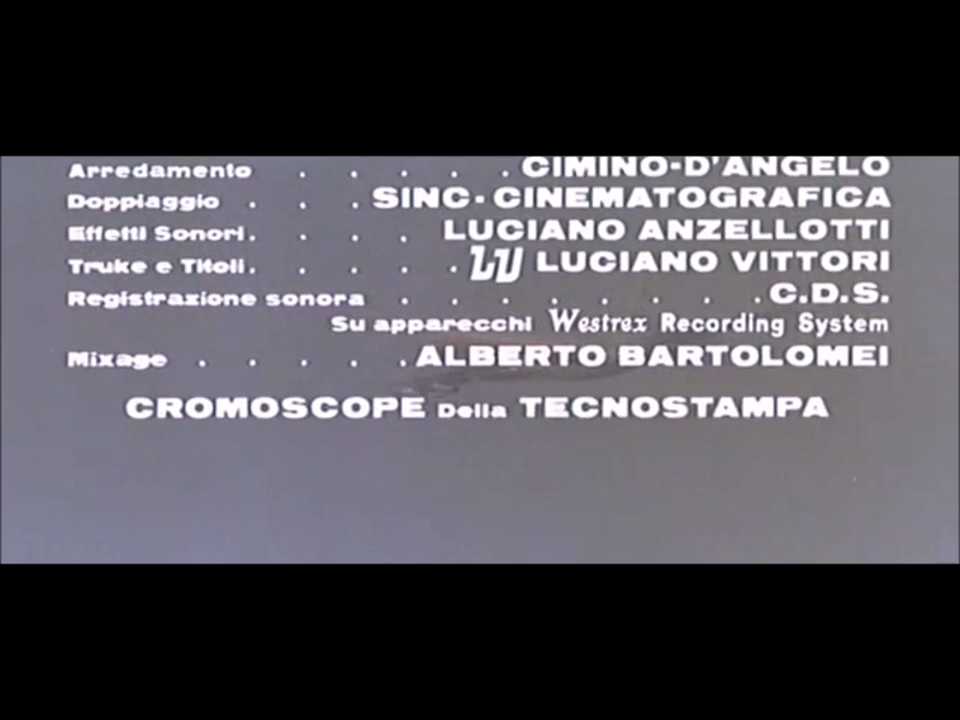 Arredamento . . . . . CIMINO-D'ANGELO
Doppiaggio . . . SINC-CINEMATOGRAFICA
Effetti Sonori. . . . LUCIANO ANZELLOTTI
Truke e Titoli. . . . . LV LUCIANO VITTORI
Registrazione sonora . . . . . . . . C.D.S.
Su apparecchi Westrex Recording System
Mixage . . . . . ALBERTO BARTOLOMEI
CROMOSCOPE Della TECNOSTAMPA